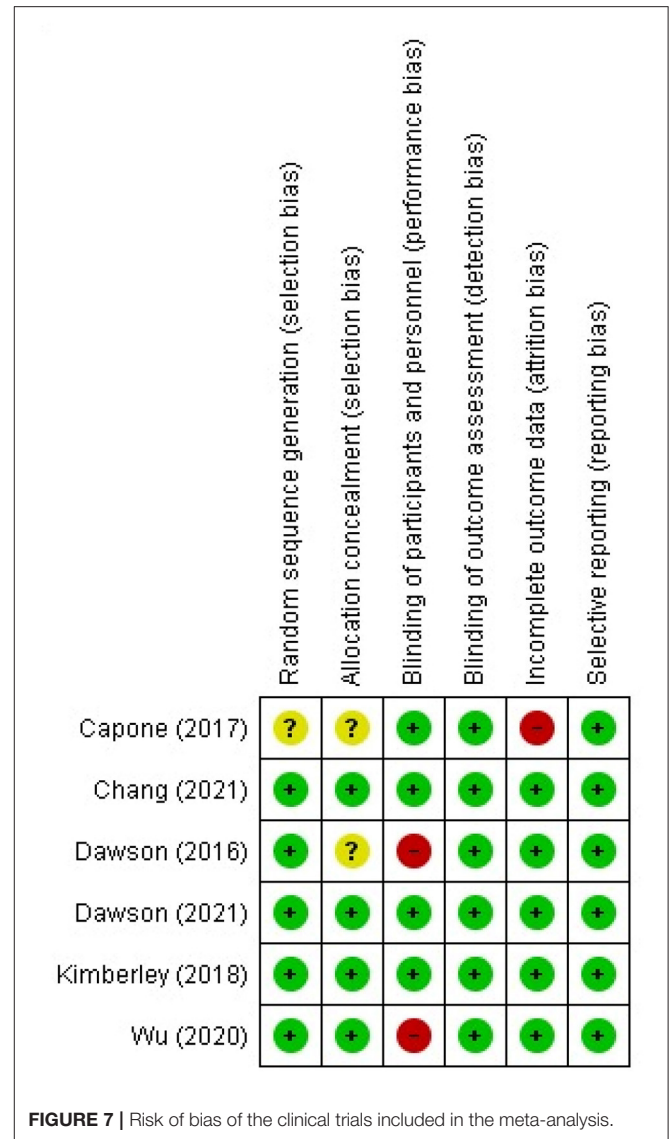 Random sequence generation (selection bias)
Allocation concealment (selection bias)
Blinding of participants and personnel (performance bias)
Blinding of outcome assessment (detection bias)
Incomplete outcome data (attrition bias)
Selective reporting (reporting bias)
Capone (2017) ? ? + + - +
Chang (2021) + + + + + +
Dawson (2016) + ? - + + +
Dawson (2021) + + + + + +
Kimberley (2018) + + + + + +
Wu (2020) + + - + + +
FIGURE 7 | Risk of bias of the clinical trials included in the meta-analysis.